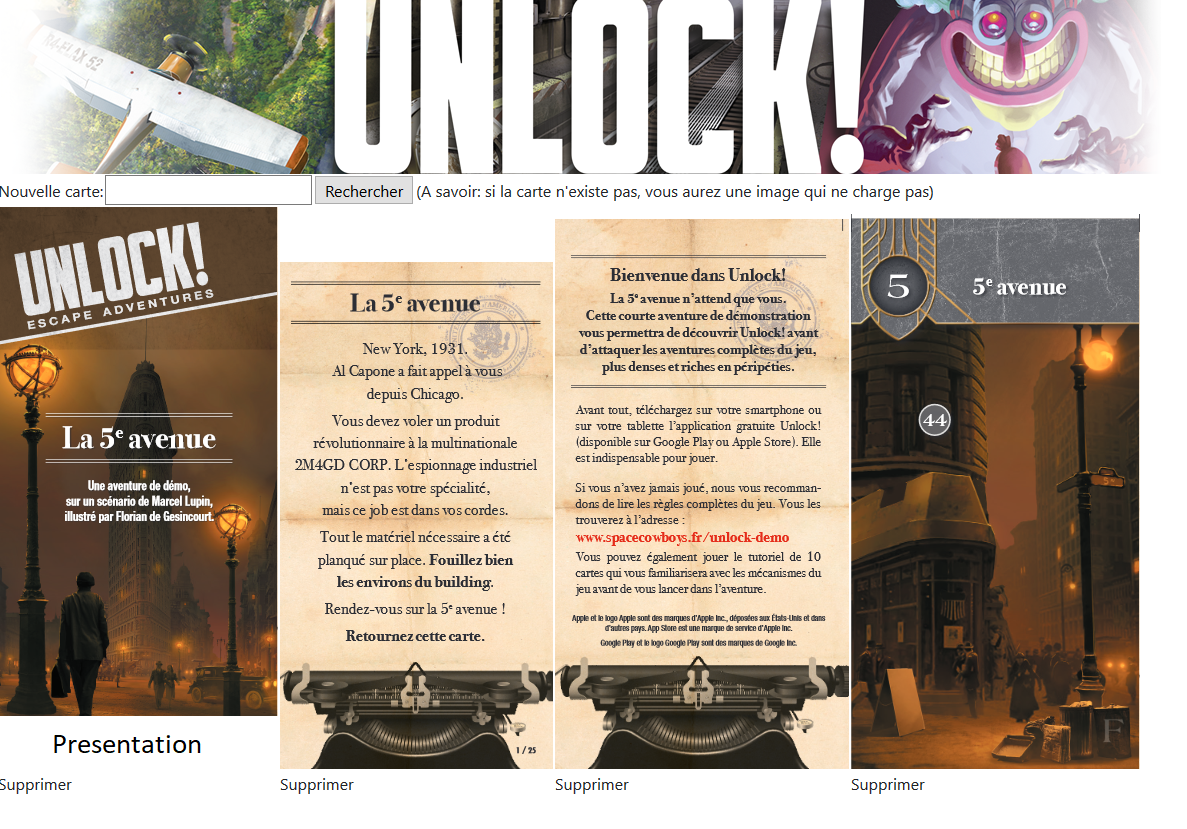 R4-ELAX 52
UNLOCK!
Nouvelle carte:
Rechercher
(A savoir: si la carte n'existe pas, vous aurez une image qui ne charge pas)
UNLOCK!
ESCAPE ADVENTURES
La 5e avenue
Une aventure de démo,
sur un scénario de Marcel Lupin,
illustré par Florian de Gesincourt.
Presentation
Supprimer
La 5e avenue
New York, 1931.
Al Capone a fait appel à vous
depuis Chicago.
Vous devez voler un produit
révolutionnaire à la multinationale
2M4GD CORP. L'espionnage industriel
n'est pas votre spécialité,
mais ce job est dans vos cordes.
Tout le matériel nécessaire a été
planqué sur place. Fouillez bien
les environs du building.
Rendez-vous sur la 5e avenue !
Retournez cette carte.
1 / 25
Supprimer
Bienvenue dans Unlock!
La 5e avenue n'attend que vous.
Cette courte aventure de démonstration
vous permettra de découvrir Unlock! avant
d'attaquer les aventures complètes du jeu,
plus denses et riches en péripéties.
Avant tout, téléchargez sur votre smartphone ou
sur votre tablette l'application gratuite Unlock!
(disponible sur Google Play ou Apple Store). Elle
est indispensable pour jouer.
Si vous n'avez jamais joué, nous vous recomman-
dons de lire les règles complètes du jeu. Vous les
trouverez à l'adresse :
www.spacecowboys.fr/unlock-demo
Vous pouvez également jouer le tutoriel de 10
cartes qui vous familiarisera avec les mécanismes du
jeu avant de vous lancer dans l'aventure.
Apple et le logo Apple sont des marques d'Apple Inc., déposées aux États-Unis et dans
d'autres pays. App Store est une marque de service d'Apple Inc.
Google Play et le logo Google Play sont des marques de Google Inc.
Supprimer
5
5e avenue
44
F
Supprimer